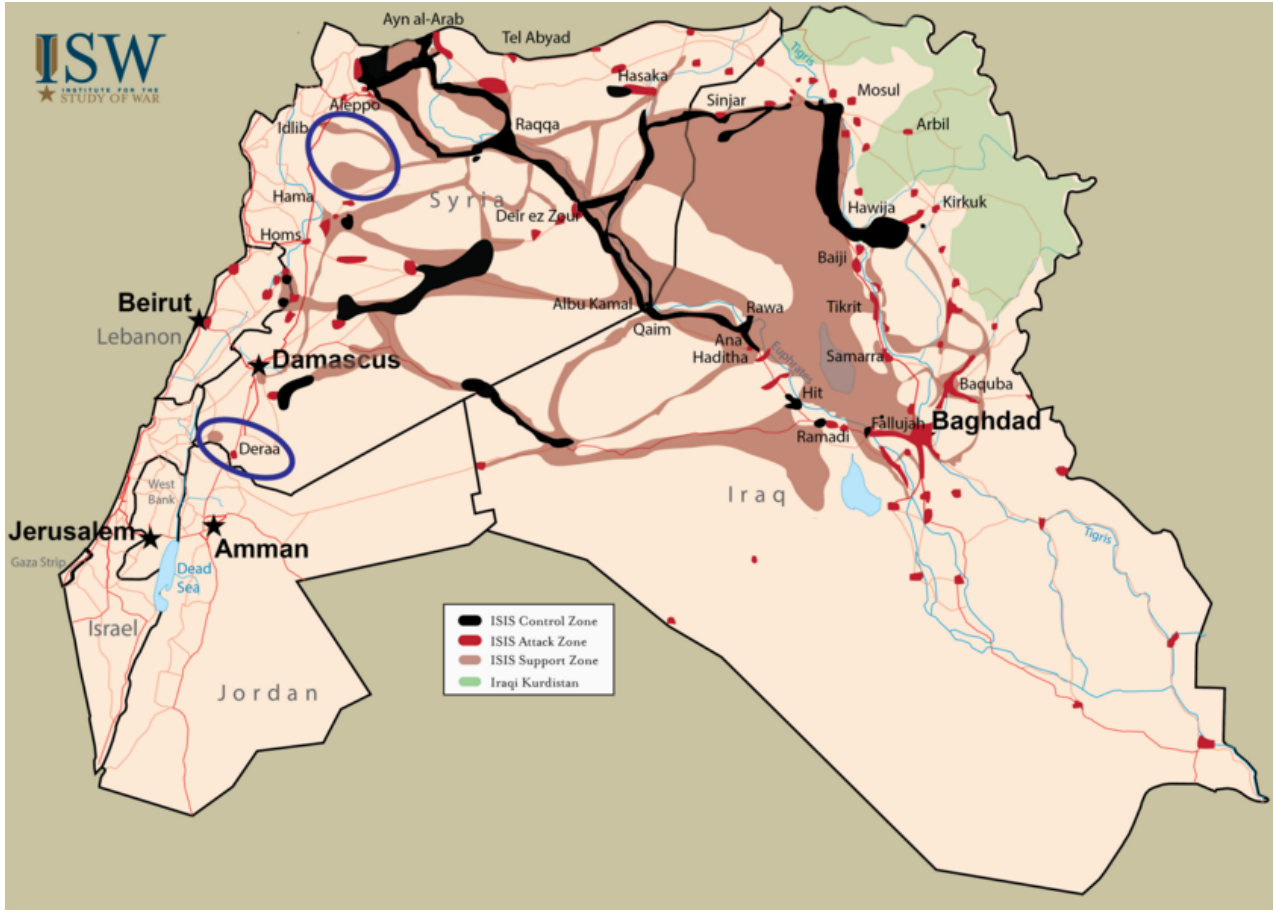 ISW
INSTITUTE FOR THE
STUDY OF WAR
Ayn al-Arab
Tel Abyad
Tigris
Hasaka
Mosul
Aleppo
Sinjar
Idlib
Raqqa
Arbil
Hama
Syria
Hawija
Kirkuk
Deir ez Zour
Homs
Baiji
Beirut
Albu Kamal
Rawa
Tikrit
Lebanon
Qaim
Ana
Haditha
Euphrates
Samarra
Damascus
Hit
Baquba
Fallujah
Baghdad
Ramadi
Deraa
West
Bank
Iraq
Jerusalem
Amman
Tigris
Gaza Strip
Dead
Sea
Israel
Jordan
ISIS Control Zone
ISIS Attack Zone
ISIS Support Zone
Iraqi Kurdistan